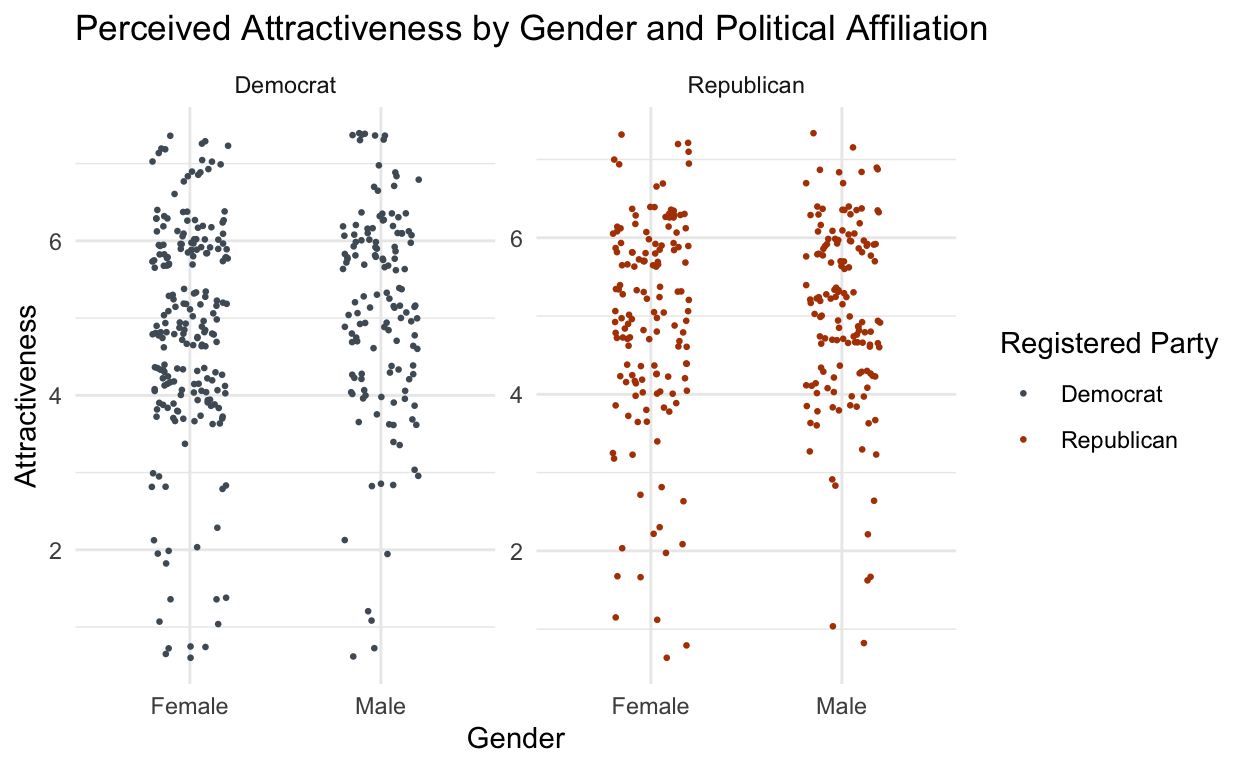 Perceived Attractiveness by Gender and Political Affiliation
Democrat
Republican
Attractiveness
6
4
2
6
4
2
Female
Male
Female
Male
Gender
Registered Party
Democrat
Republican